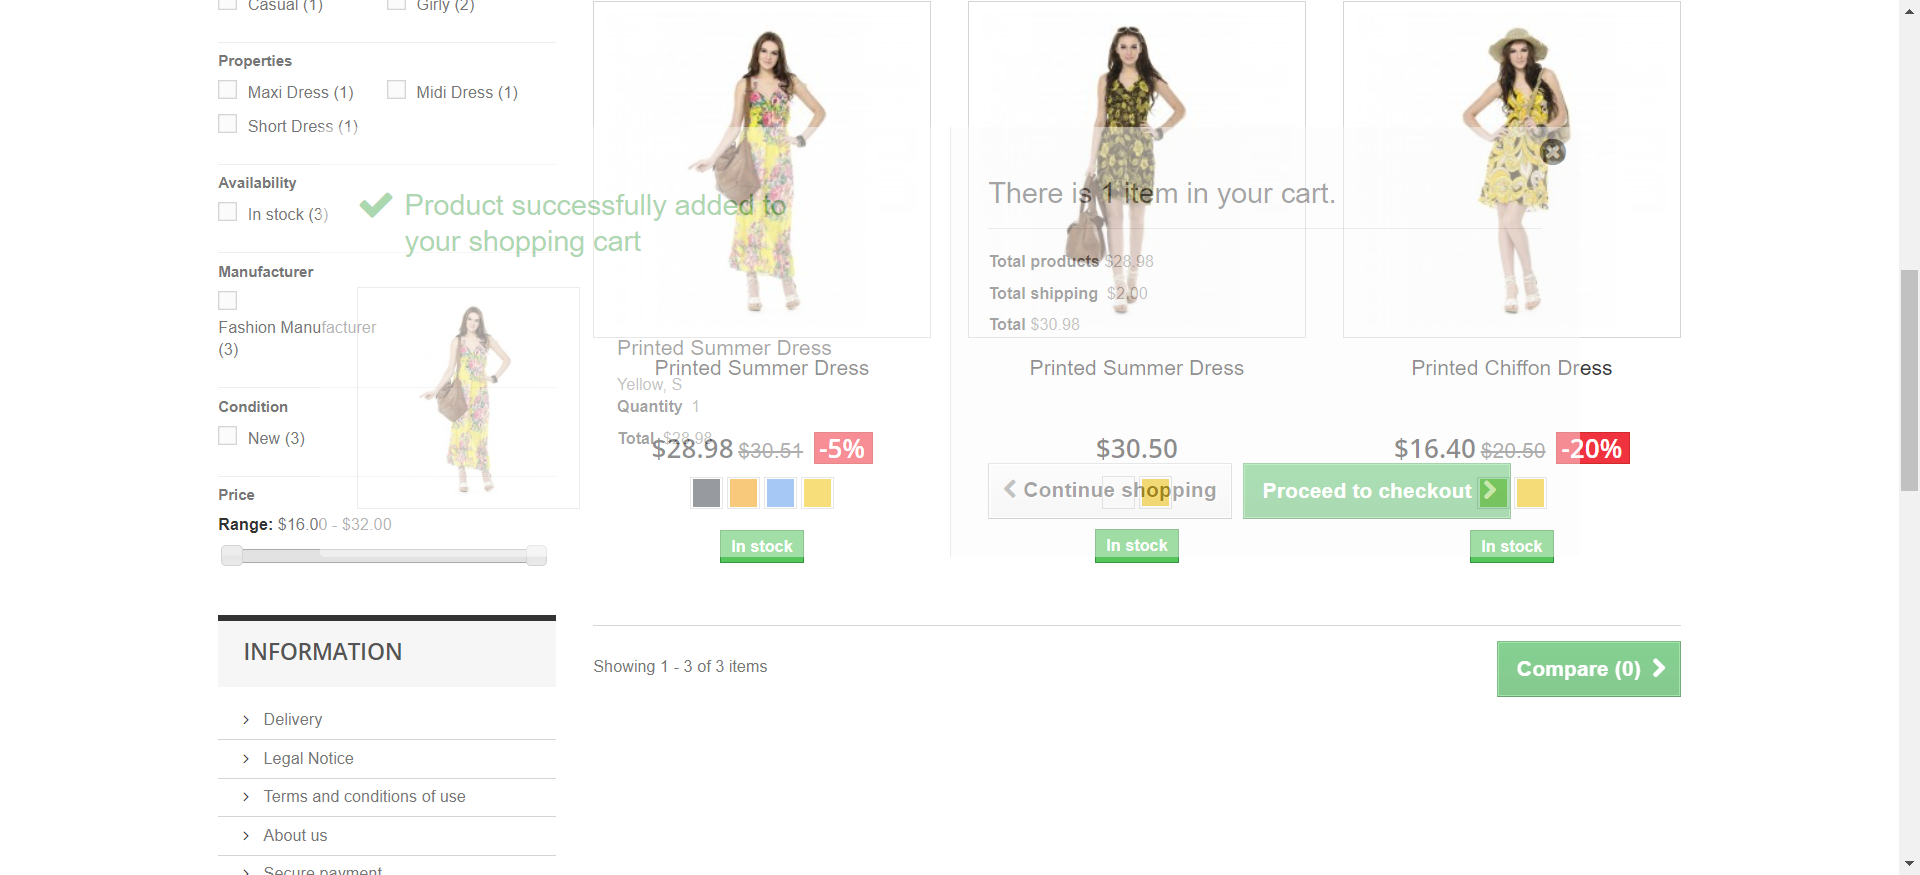 Casual (1)
Girly (2)
Properties
Maxi Dress (1)
Midi Dress (1)
Short Dress (1)
Availability
In stock (3)
Manufacturer
Fashion Manufacturer
(3)
Condition
New (3)
Price
Range: $16.00 - $32.00
Product successfully added to
your shopping cart
Printed Summer Dress
Yellow, S
Quantity 1
Total $28.98
There is 1 item in your cart.
Total products $28.98
Total shipping $2.00
Total $30.98
Continue shopping
Proceed to checkout
Printed Summer Dress
$28.98 $30.51 -5%
In stock
Printed Summer Dress
$30.50
In stock
Printed Chiffon Dress
$16.40 $20.50 -20%
In stock
INFORMATION
Delivery
Legal Notice
Terms and conditions of use
About us
Secure payment
Showing 1 - 3 of 3 items
Compare (0)